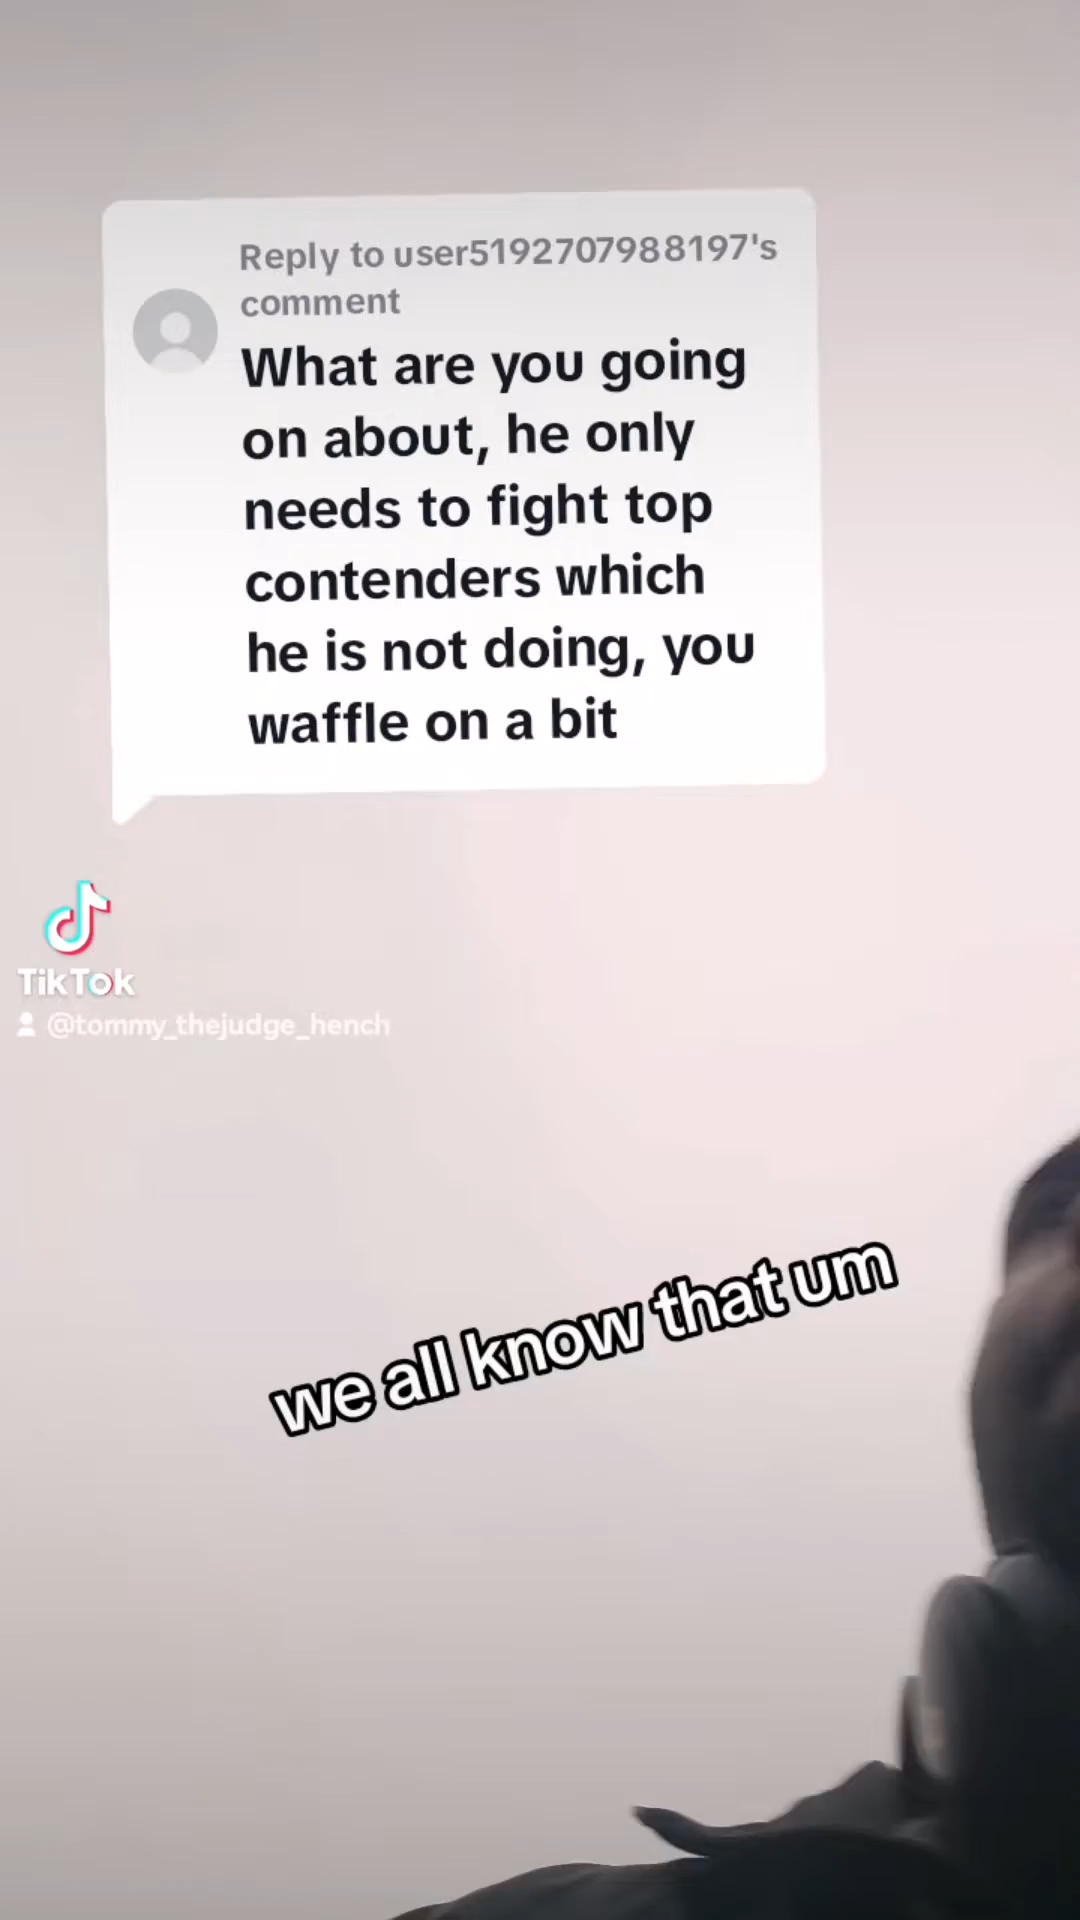 Reply to user5192707988197's
comment
What are you going
on about, he only
needs to fight top
contenders which
he is not doing, you
waffle on a bit
TikTok
@tommy_thejudge_hench
we all know that um